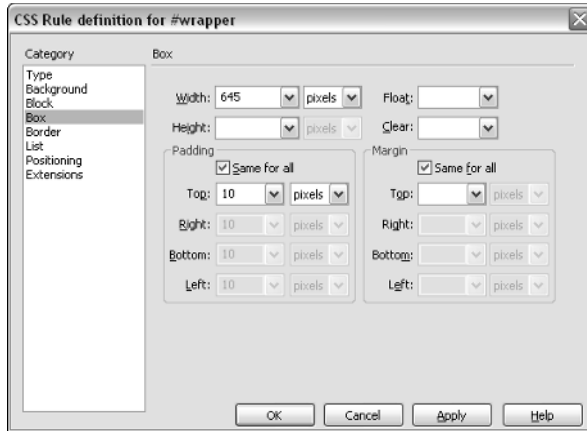 CSS Rule definition for #wrapper
Category
Type
Background
Block
Box
Border
List
Positioning
Extensions
Box
Width: 645 pixels Float:
Height: pixels Clear:
Padding
Same for all
Top: 10 pixels
Right: 10 pixels
Bottom: 10 pixels
Left: 10 pixels
Margin
Same for all
Top: pixels
Right: pixels
Bottom: pixels
Left: pixels
OK Cancel Apply Help